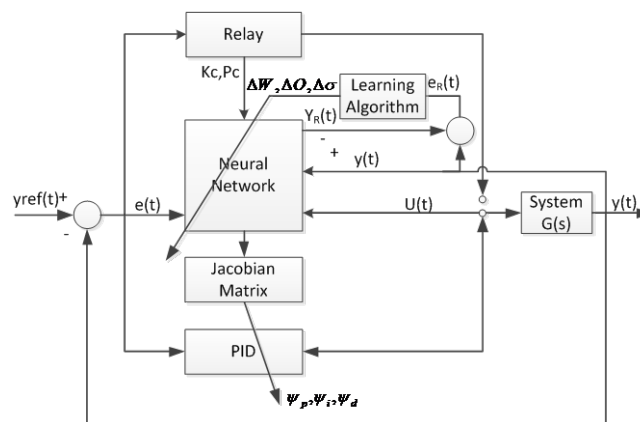 Relay
Kc,Pc
ΔW,ΔO,Δσ
Learning
Algorithm
e_R(t)
Y_R(t)
-
+
y(t)
Neural
Network
yref(t)+
-
e(t)
U(t)
System
G(s)
y(t)
Jacobian
Matrix
PID
Ψ_p,Ψ_i,Ψ_d